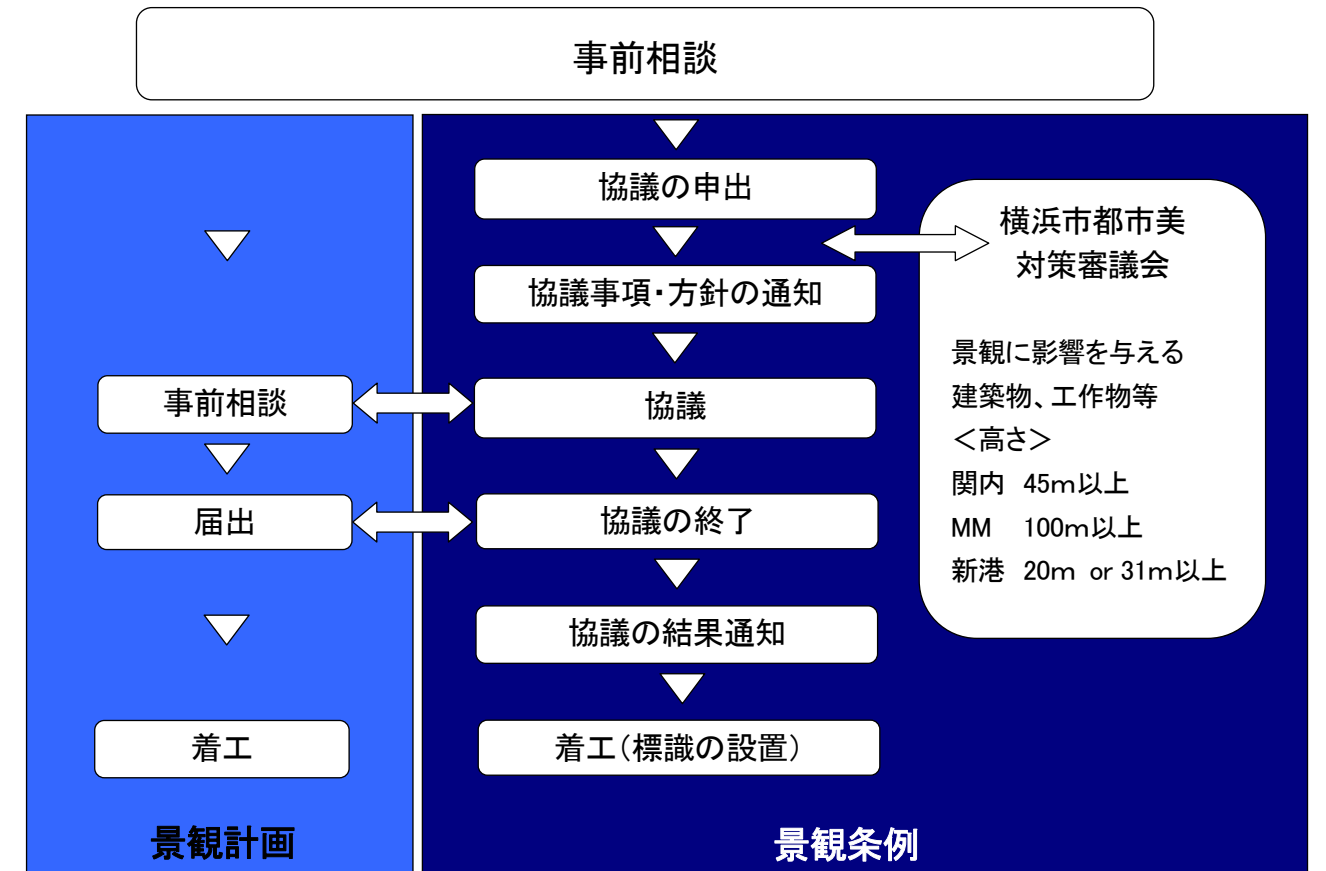 事前相談
協議の申出
協議事項・方針の通知
事前相談
協議
届出
協議の終了
協議の結果通知
着工
着工(標識の設置)
横浜市都市美
対策審議会
景観に影響を与える
建築物、工作物等
<高さ>
関内 45m以上
MM 100m以上
新港 20m or 31m以上
景観計画
景観条例